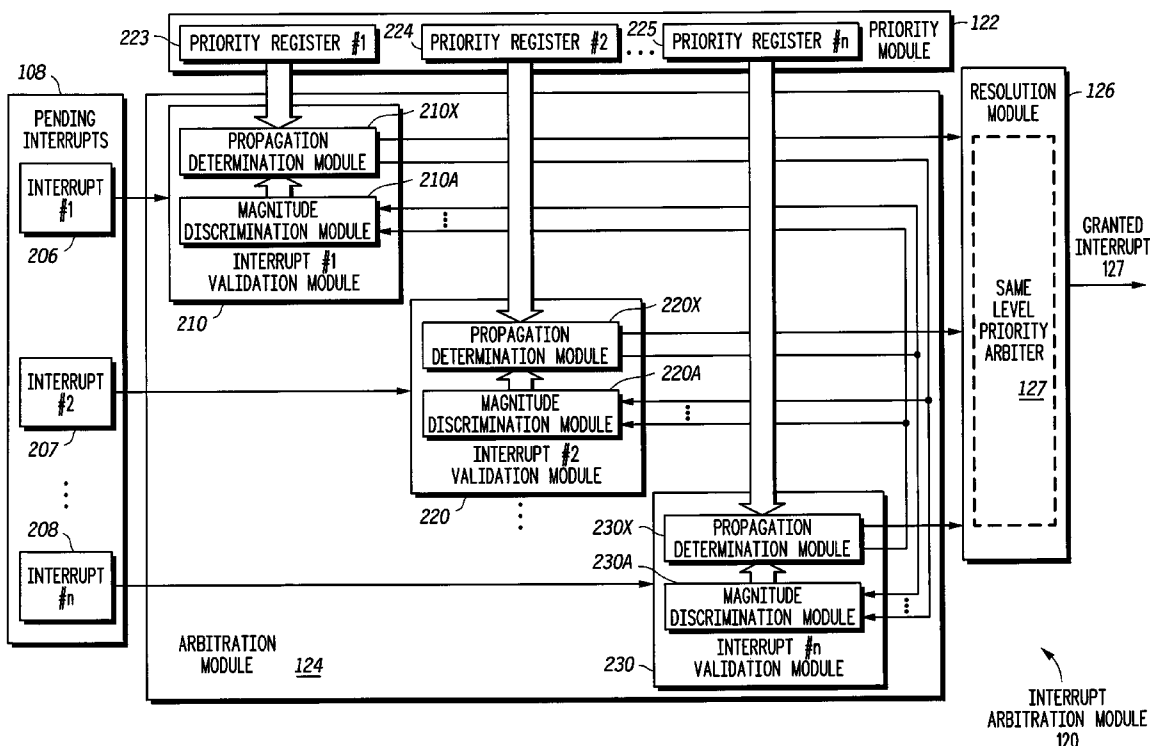 223
PRIORITY REGISTER #1
224
PRIORITY REGISTER #2
...
225
PRIORITY REGISTER #n
PRIORITY
MODULE
122
108
PENDING
INTERRUPTS
INTERRUPT
#1
206
INTERRUPT
#2
207
208
INTERRUPT
#n
210X
PROPAGATION
DETERMINATION MODULE
210A
MAGNITUDE
DISCRIMINATION MODULE
INTERRUPT #1
VALIDATION MODULE
210
220X
PROPAGATION
DETERMINATION MODULE
220A
MAGNITUDE
DISCRIMINATION MODULE
INTERRUPT #2
VALIDATION MODULE
220
230X
PROPAGATION
DETERMINATION MODULE
230A
MAGNITUDE
DISCRIMINATION MODULE
INTERRUPT #n
VALIDATION MODULE
230
ARBITRATION
MODULE
124
RESOLUTION
MODULE
126
SAME
LEVEL
PRIORITY
ARBITER
127
GRANTED
INTERRUPT
127
INTERRUPT
ARBITRATION MODULE
120